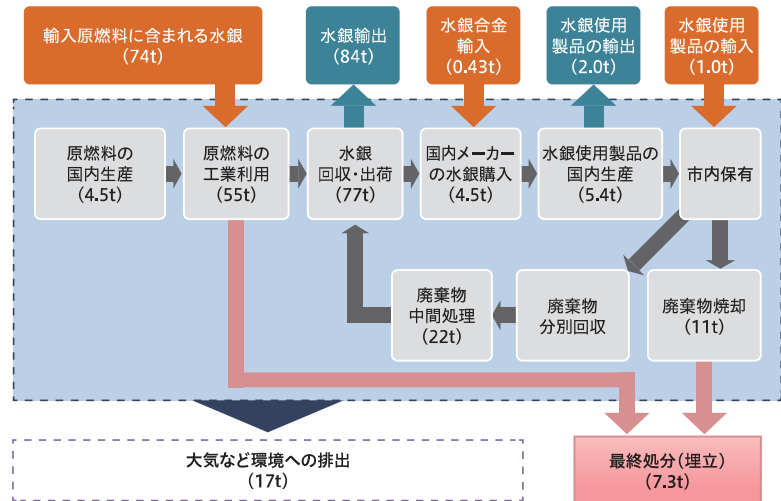 輸入原燃料に含まれる水銀
(74t)
水銀輸出
(84t)
水銀合金
輸入
(0.43t)
水銀使用
製品の輸出
(2.0t)
水銀使用
製品の輸入
(1.0t)
原燃料の
国内生産
(4.5t)
原燃料の
工業利用
(55t)
水銀
回収・出荷
(77t)
国内メーカー
の水銀購入
(4.5t)
水銀使用製品の
国内生産
(5.4t)
市内保有
廃棄物
中間処理
(22t)
廃棄物
分別回収
廃棄物焼却
(11t)
大気など環境への排出
(17t)
最終処分(埋立)
(7.3t)